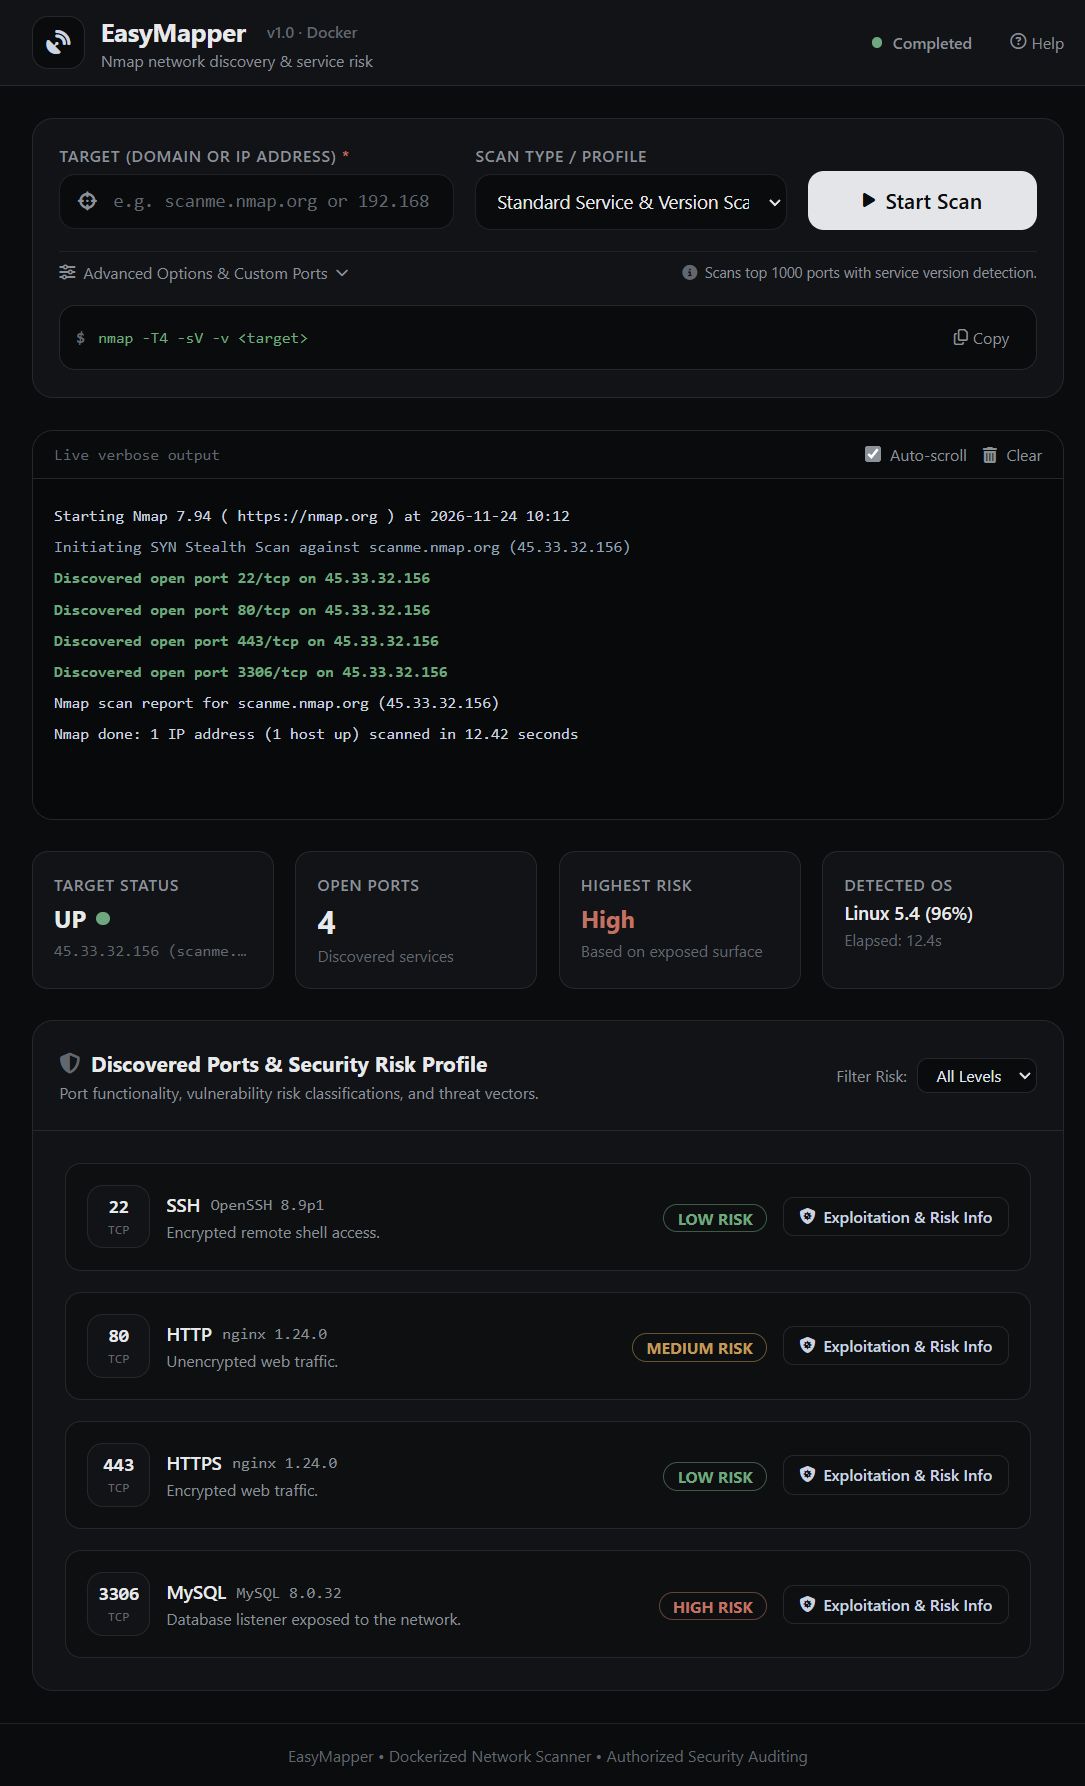 EasyMapper v1.0 · Docker
Nmap network discovery & service risk
Completed
Help
TARGET (DOMAIN OR IP ADDRESS) *
SCAN TYPE / PROFILE
e.g. scanme.nmap.org or 192.168
Standard Service & Version Sca
Start Scan
Advanced Options & Custom Ports
Scans top 1000 ports with service version detection.
$ nmap -T4 -sV -v <target>
Copy
Live verbose output
Auto-scroll
Clear
Starting Nmap 7.94 ( https://nmap.org ) at 2026-11-24 10:12
Initiating SYN Stealth Scan against scanme.nmap.org (45.33.32.156)
Discovered open port 22/tcp on 45.33.32.156
Discovered open port 80/tcp on 45.33.32.156
Discovered open port 443/tcp on 45.33.32.156
Discovered open port 3306/tcp on 45.33.32.156
Nmap scan report for scanme.nmap.org (45.33.32.156)
Nmap done: 1 IP address (1 host up) scanned in 12.42 seconds
TARGET STATUS
UP
45.33.32.156 (scanme.…
OPEN PORTS
4
Discovered services
HIGHEST RISK
High
Based on exposed surface
DETECTED OS
Linux 5.4 (96%)
Elapsed: 12.4s
Discovered Ports & Security Risk Profile
Port functionality, vulnerability risk classifications, and threat vectors.
Filter Risk:
All Levels
22
TCP
SSH OpenSSH 8.9p1
Encrypted remote shell access.
LOW RISK
Exploitation & Risk Info
80
TCP
HTTP nginx 1.24.0
Unencrypted web traffic.
MEDIUM RISK
Exploitation & Risk Info
443
TCP
HTTPS nginx 1.24.0
Encrypted web traffic.
LOW RISK
Exploitation & Risk Info
3306
TCP
MySQL MySQL 8.0.32
Database listener exposed to the network.
HIGH RISK
Exploitation & Risk Info
EasyMapper • Dockerized Network Scanner • Authorized Security Auditing